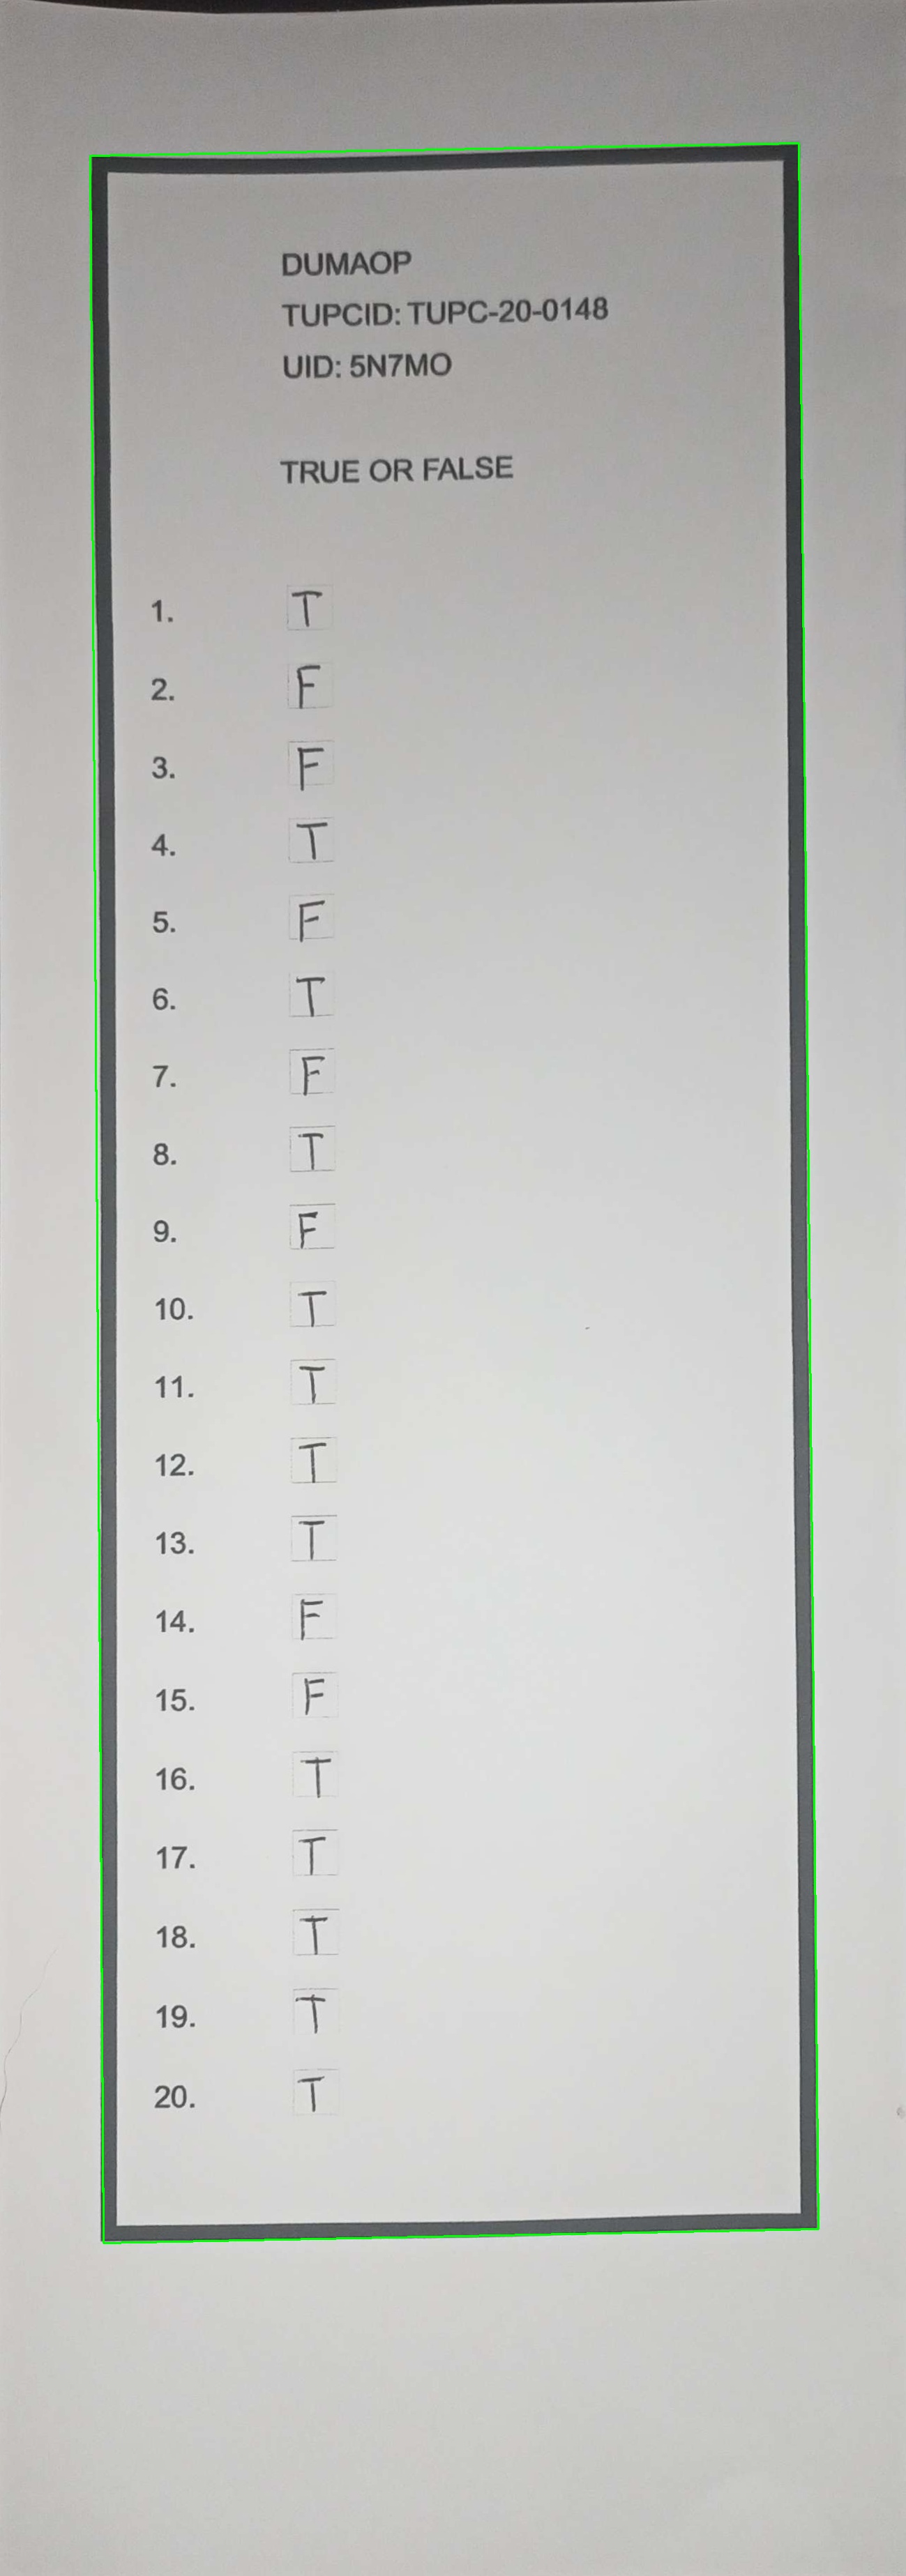 DUMAOP
TUPCID: TUPC-20-0148
UID: 5N7MO
TRUE OR FALSE
1. T
2. F
3. F
4. T
5. F
6. T
7. F
8. T
9. F
10. T
11. T
12. T
13. T
14. F
15. F
16. T
17. T
18. T
19. T
20. T